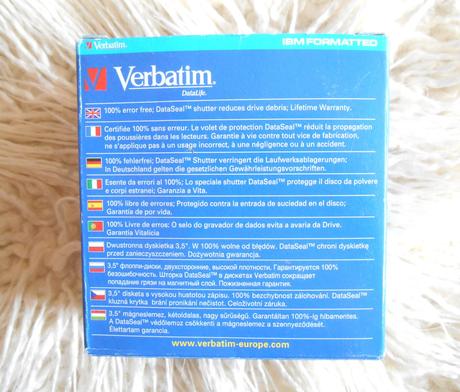 Verbatim.
IBM FORMATTED
Verbatim.
DataLife.
100% error free; DataSeal™ shutter reduces drive debris; Lifetime Warranty.
Certifiée 100% sans erreur. Le volet de protection DataSeal™ réduit la propagation
des poussières dans les lecteurs. Garantie à vie contre tout vice de fabrication,
ne s'applique pas à un usage incorrect, à une négligence ou à un accident.
100% fehlerfrei; DataSeal™ Shutter verringert die Laufwerksablagerungen;
In Deutschland gelten die gesetzlichen Gewährleistungsvorschriften.
Esente da errori al 100%; Lo speciale shutter DataSeal™ protegge il disco da polvere
e corpi estranei; Garanzia a Vita.
100% libre de errores; Protegido contra la entrada de suciedad en el disco;
Garantía de por vida.
100% Livre de erros: O selo do gravador de dados evita a avaria da Drive.
Garantia Vitalícia
Dwustronna dyskietka 3,5". W 100% wolne od błędów. DataSeal™ chroni dyskietkę
przed zanieczyszczeniem. Dożywotnia gwarancja.
3,5" флоппи-диски, двухсторонние, высокой плотности. Гарантируется 100%
безошибочность. Шторка DataSeal™ в дискетах Verbatim сокращает
попадание грязи на магнитный слой. Пожизненная гарантия.
3,5" disketa s vysokou hustotou zápisu. 100% bezchybnost zálohování. DataSeal™
kluzná krytka brání pronikání nečistot. Celoživotní záruka.
3,5" mágneslemez, kétoldalas, nagy sűrűségű. Garantáltan 100%-ig hibamentes.
A DataSeal™ védőlemez csökkenti a mágneslemez a szennyeződését.
Élettartam garancia.
www.verbatim-europe.com